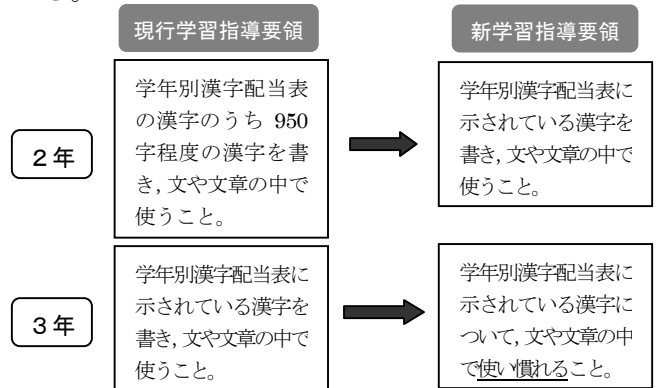 る。
現行学習指導要領
新学習指導要領
2年
学年別漢字配当表
の漢字のうち 950
字程度の漢字を書
き,文や文章の中で
使うこと。
学年別漢字配当表に
示されている漢字を
書き,文や文章の中で
使うこと。
3年
学年別漢字配当表に
示されている漢字を
書き,文や文章の中で
使うこと。
学年別漢字配当表に
示されている漢字に
ついて,文や文章の中
で使い慣れること。